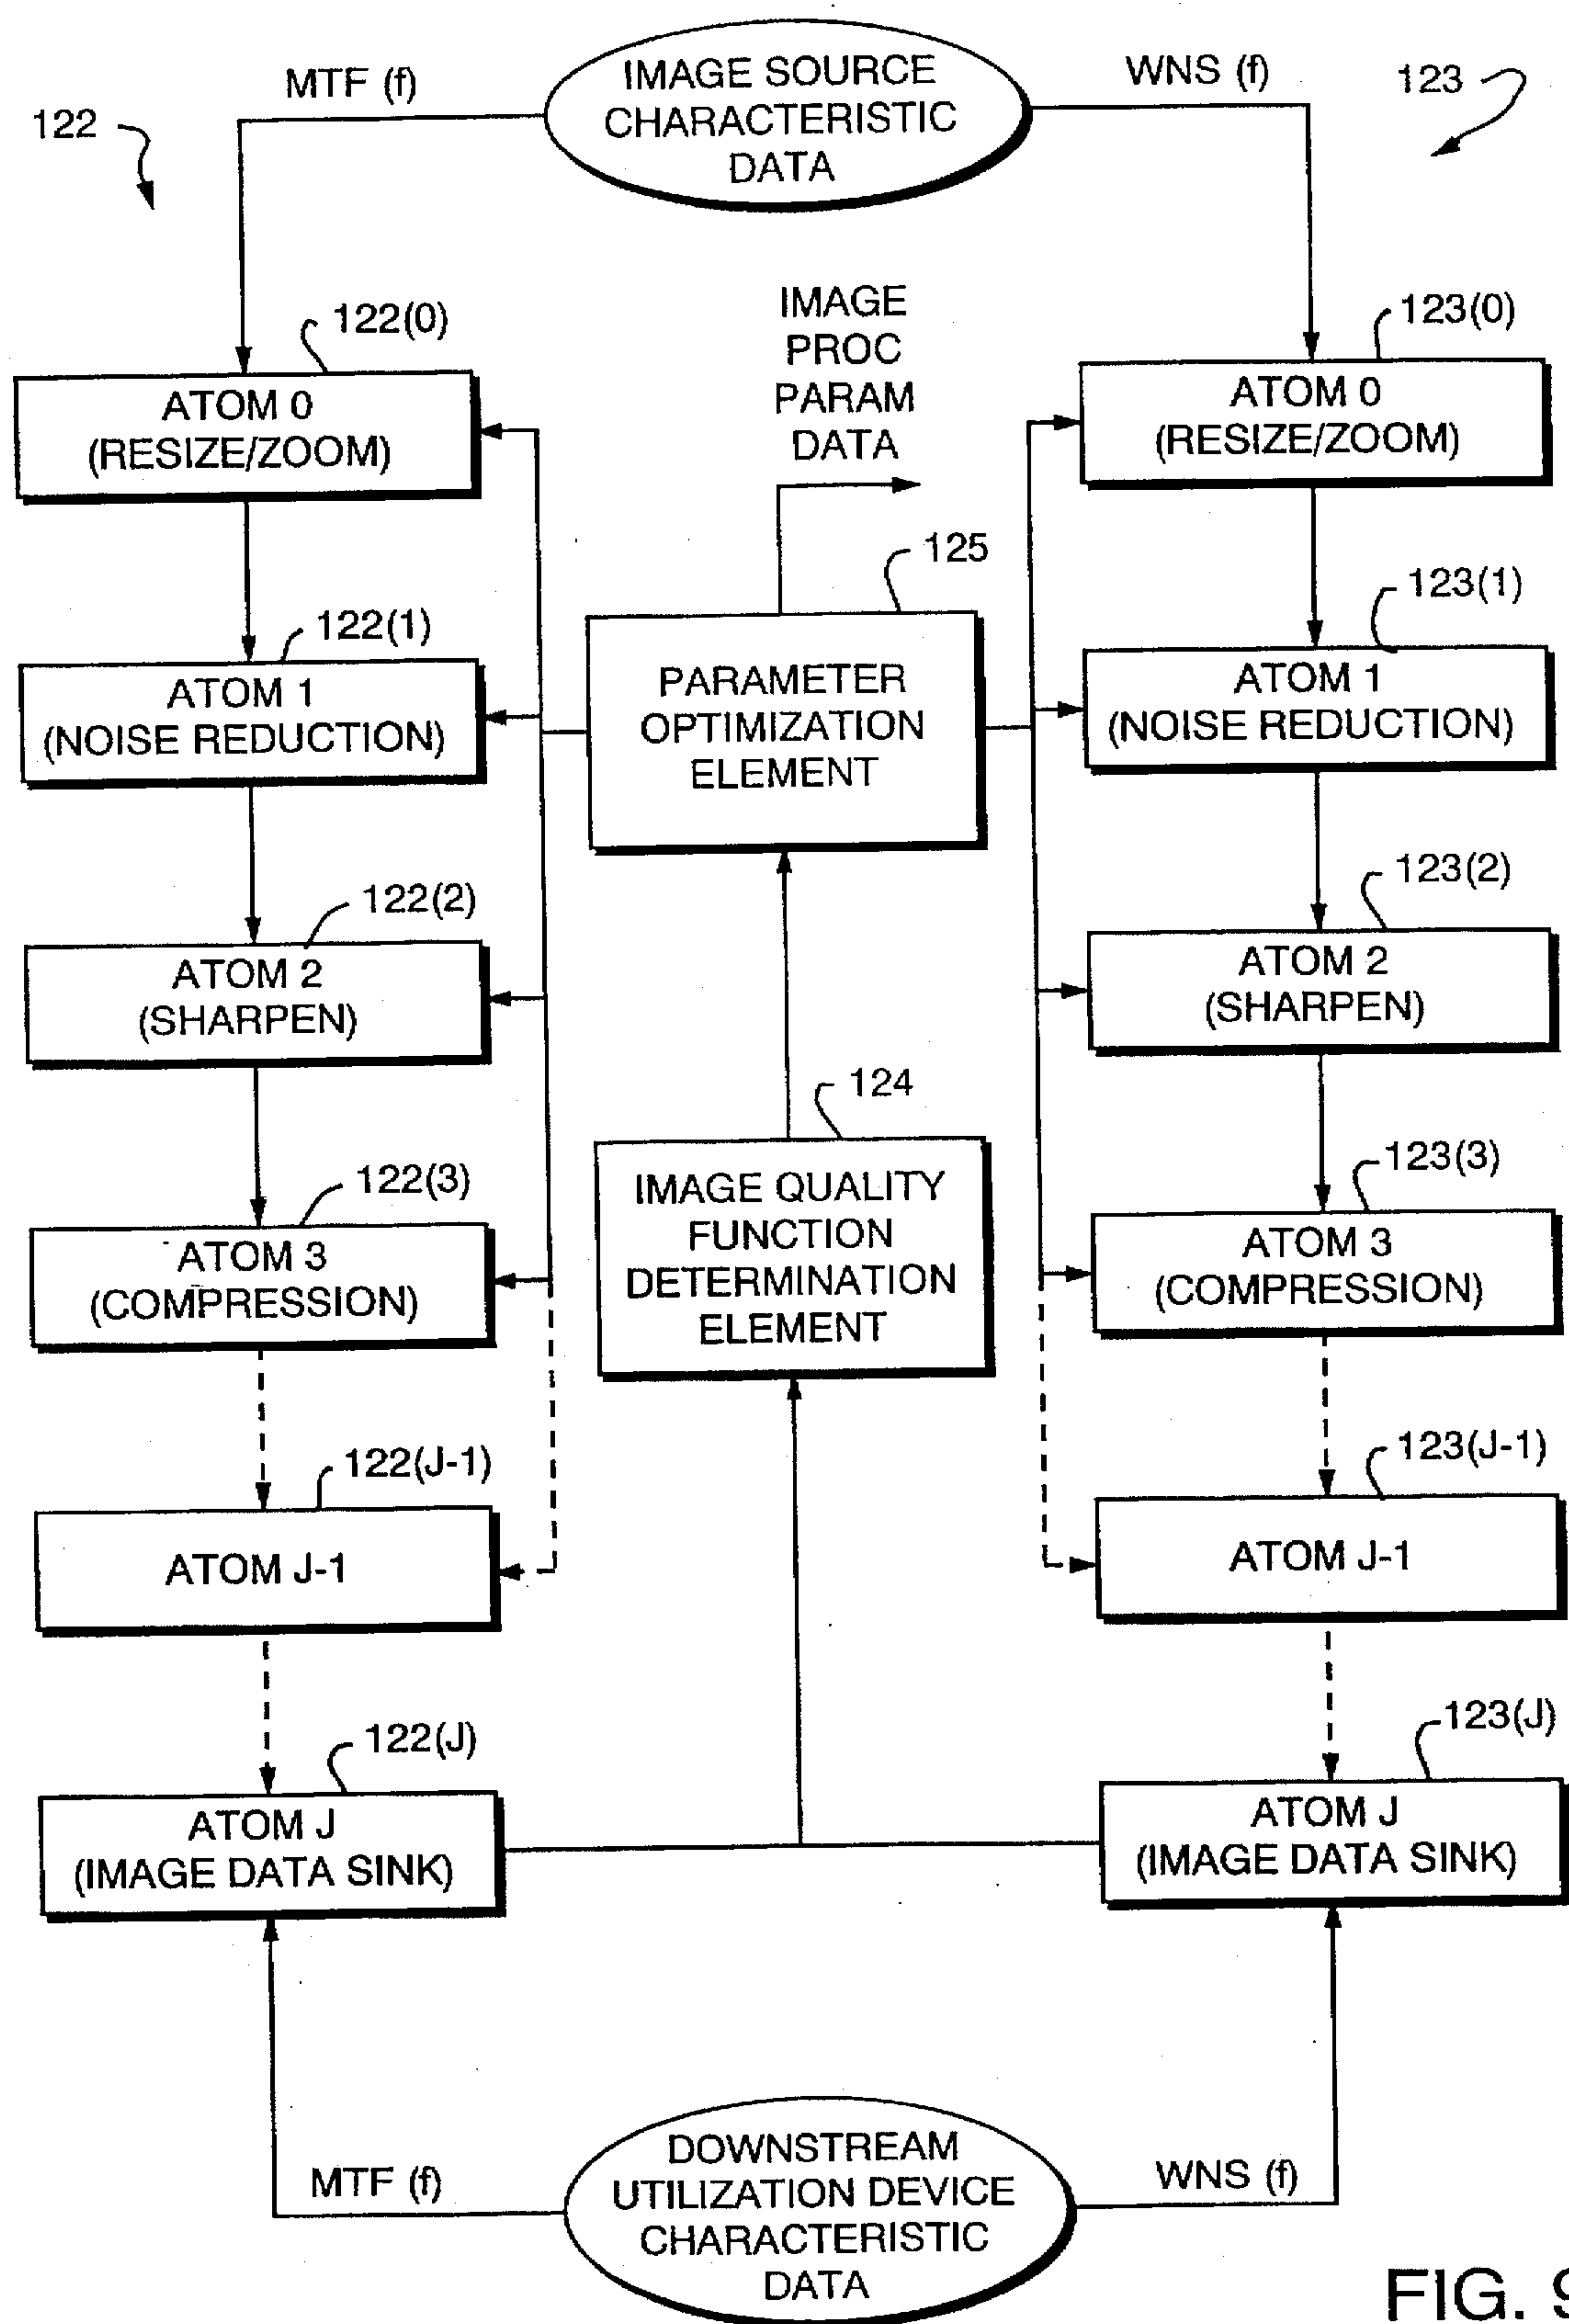 MTF (f)
IMAGE SOURCE
CHARACTERISTIC
DATA
WNS (f)
122
123
IMAGE
PROC
PARAM
DATA
122(0)
ATOM 0
(RESIZE/ZOOM)
123(0)
ATOM 0
(RESIZE/ZOOM)
125
PARAMETER
OPTIMIZATION
ELEMENT
122(1)
ATOM 1
(NOISE REDUCTION)
123(1)
ATOM 1
(NOISE REDUCTION)
122(2)
ATOM 2
(SHARPEN)
123(2)
ATOM 2
(SHARPEN)
124
IMAGE QUALITY
FUNCTION
DETERMINATION
ELEMENT
122(3)
ATOM 3
(COMPRESSION)
123(3)
ATOM 3
(COMPRESSION)
122(J-1)
ATOM J-1
123(J-1)
ATOM J-1
122(J)
ATOM J
(IMAGE DATA SINK)
123(J)
ATOM J
(IMAGE DATA SINK)
MTF (f)
DOWNSTREAM
UTILIZATION DEVICE
CHARACTERISTIC
DATA
WNS (f)
FIG. 9